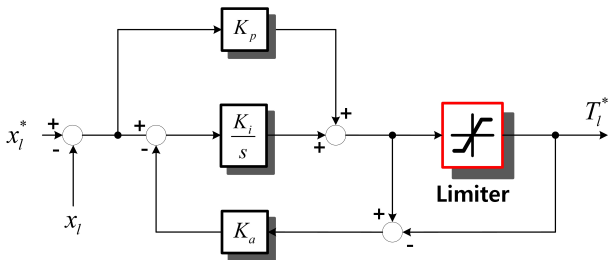 K_p
+
x_l^*
+
-
+
-
K_i
s
+
+
T_l^*
Limiter
x_l
K_a
+
-